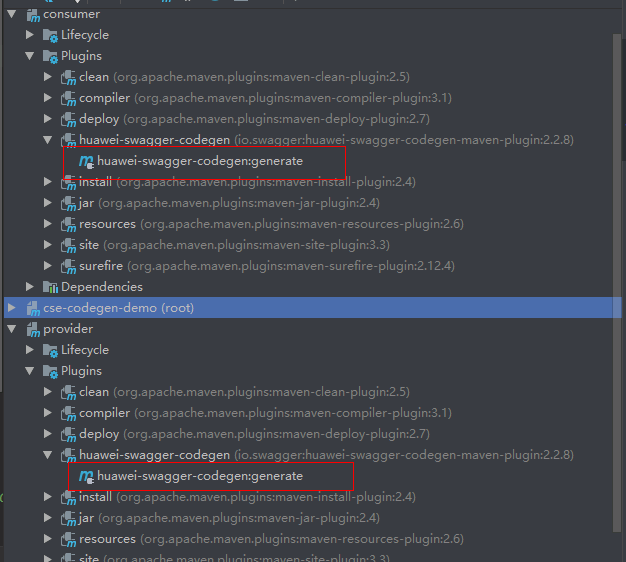 consumer
Lifecycle
Plugins
clean (org.apache.maven.plugins:maven-clean-plugin:2.5)
compiler (org.apache.maven.plugins:maven-compiler-plugin:3.1)
deploy (org.apache.maven.plugins:maven-deploy-plugin:2.7)
huawei-swagger-codegen (io.swagger:huawei-swagger-codegen-maven-plugin:2.2.8)
huawei-swagger-codegen:generate
install (org.apache.maven.plugins:maven-install-plugin:2.4)
jar (org.apache.maven.plugins:maven-jar-plugin:2.4)
resources (org.apache.maven.plugins:maven-resources-plugin:2.6)
site (org.apache.maven.plugins:maven-site-plugin:3.3)
surefire (org.apache.maven.plugins:maven-surefire-plugin:2.12.4)
Dependencies
cse-codegen-demo (root)
provider
Lifecycle
Plugins
clean (org.apache.maven.plugins:maven-clean-plugin:2.5)
compiler (org.apache.maven.plugins:maven-compiler-plugin:3.1)
deploy (org.apache.maven.plugins:maven-deploy-plugin:2.7)
huawei-swagger-codegen (io.swagger:huawei-swagger-codegen-maven-plugin:2.2.8)
huawei-swagger-codegen:generate
install (org.apache.maven.plugins:maven-install-plugin:2.4)
jar (org.apache.maven.plugins:maven-jar-plugin:2.4)
resources (org.apache.maven.plugins:maven-resources-plugin:2.6)
site (org.apache.maven.plugins:maven-site-plugin:3.3)